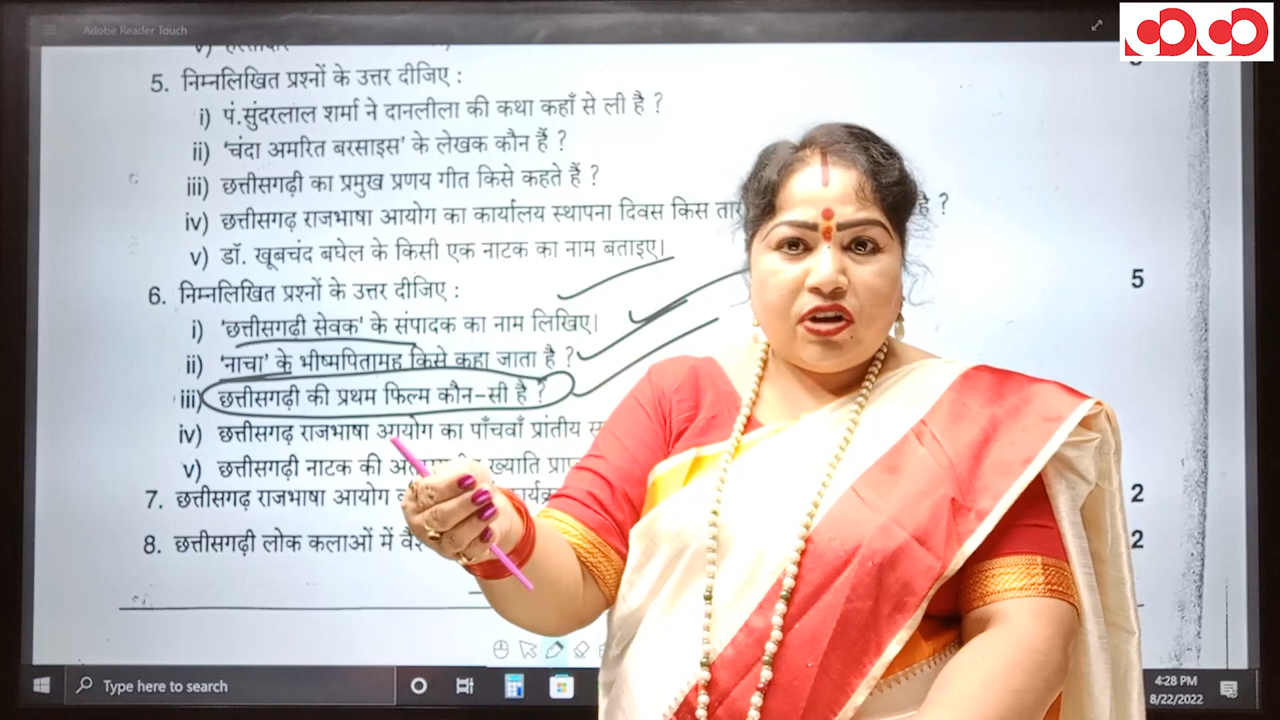 Adobe Reader Touch
5. निम्नलिखित प्रश्नों के उत्तर दीजिए :
i) पं.सुंदरलाल शर्मा ने दानलीला की कथा कहाँ से ली है ?
ii) 'चंदा अमरित बरसाइस' के लेखक कौन हैं ?
iii) छत्तीसगढ़ी का प्रमुख प्रणय गीत किसे कहते हैं ?
iv) छत्तीसगढ़ राजभाषा आयोग का कार्यालय स्थापना दिवस किस है ?
v) डॉ. खूबचंद बघेल के किसी एक नाटक का नाम बताइए।
6. निम्नलिखित प्रश्नों के उत्तर दीजिए : 5
i) 'छत्तीसगढ़ी सेवक' के संपादक का नाम लिखिए।
ii) 'नाचा' के भीष्मपितामह किसे कहा जाता है ?
iii) छत्तीसगढ़ी की प्रथम फिल्म कौन-सी है ?
iv) छत्तीसगढ़ राजभाषा आयोग का पाँचवाँ प्रांतीय
v) छत्तीसगढ़ी नाटक की ख्याति
7. छत्तीसगढ़ राजभाषा आयोग 2
8. छत्तीसगढ़ी लोक कलाओं में 2
Type here to search
4:28 PM
8/22/2022